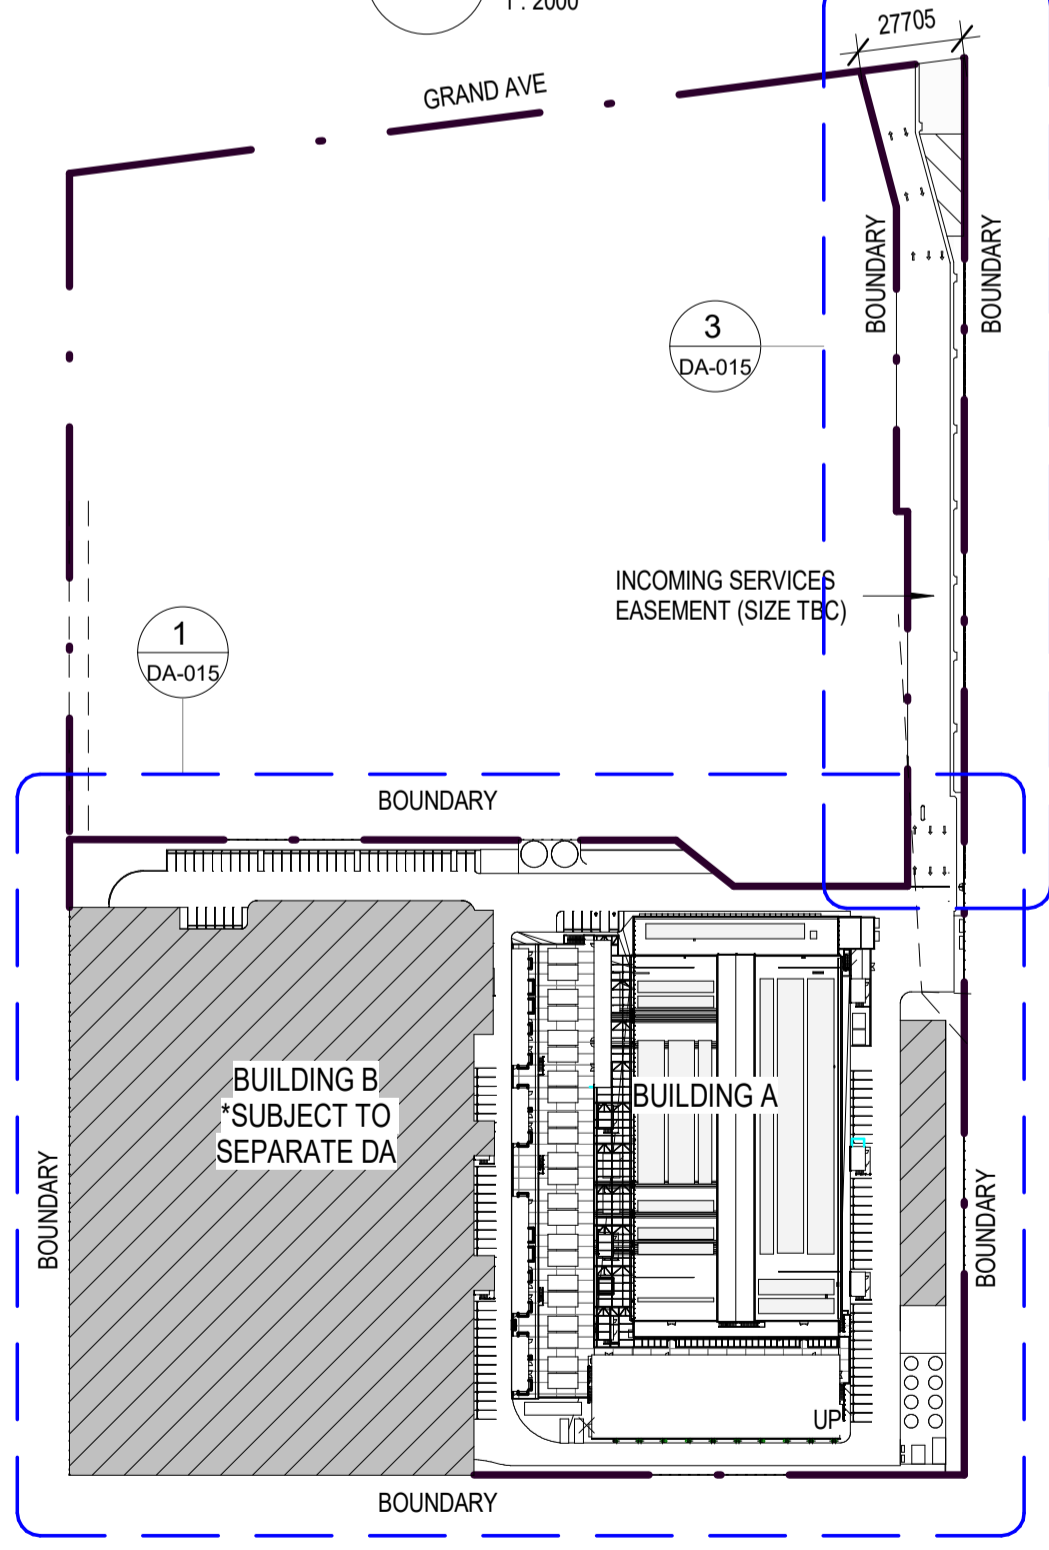 1 : 2000
27705
GRAND AVE
BOUNDARY
BOUNDARY
3
DA-015
INCOMING SERVICES
EASEMENT (SIZE TBC)
1
DA-015
BOUNDARY
BUILDING B
*SUBJECT TO
SEPARATE DA
BUILDING A
BOUNDARY
BOUNDARY
UP
BOUNDARY